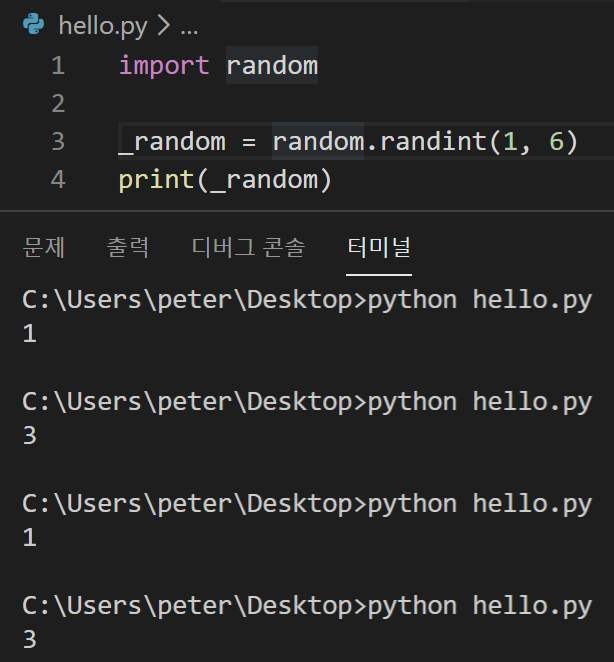 hello.py > ...
1 import random
2
3 _random = random.randint(1, 6)
4 print(_random)
문제 출력 디버그 콘솔 터미널
C:\Users\peter\Desktop>python hello.py
1
C:\Users\peter\Desktop>python hello.py
3
C:\Users\peter\Desktop>python hello.py
1
C:\Users\peter\Desktop>python hello.py
3